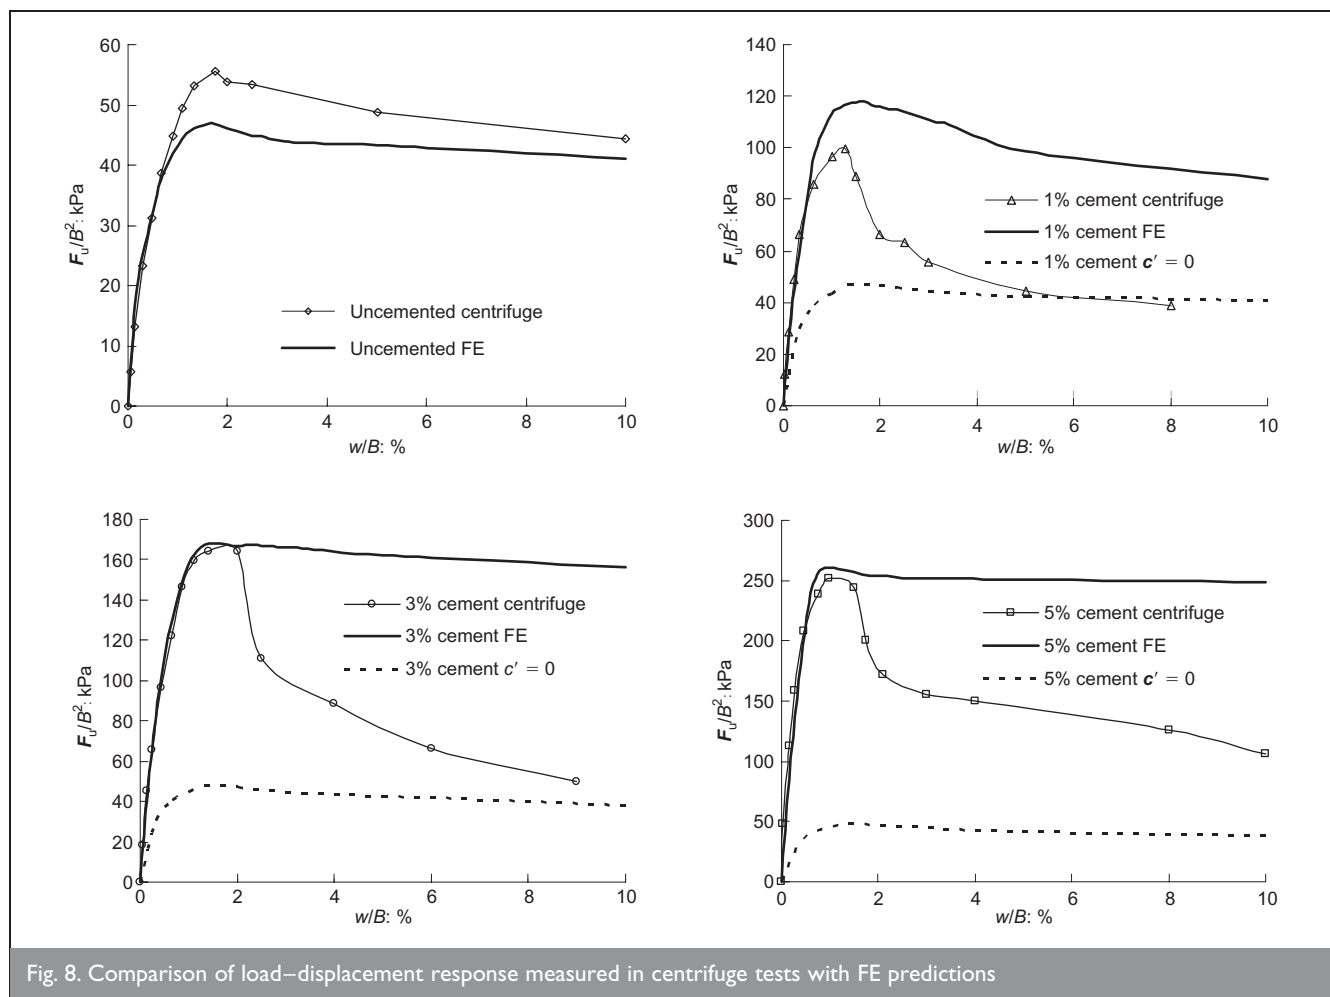 60
50
40
30
20
10
0
F_u/B²: kPa
Uncemented centrifuge
Uncemented FE
0 2 4 6 8 10
w/B: %
140
120
100
80
60
40
20
0
F_u/B²: kPa
1% cement centrifuge
1% cement FE
1% cement c′ = 0
0 2 4 6 8 10
w/B: %
180
160
140
120
100
80
60
40
20
0
F_u/B²: kPa
3% cement centrifuge
3% cement FE
3% cement c′ = 0
0 2 4 6 8 10
w/B: %
300
250
200
150
100
50
0
F_u/B²: kPa
5% cement centrifuge
5% cement FE
5% cement c′ = 0
0 2 4 6 8 10
w/B: %
Fig. 8. Comparison of load–displacement response measured in centrifuge tests with FE predictions